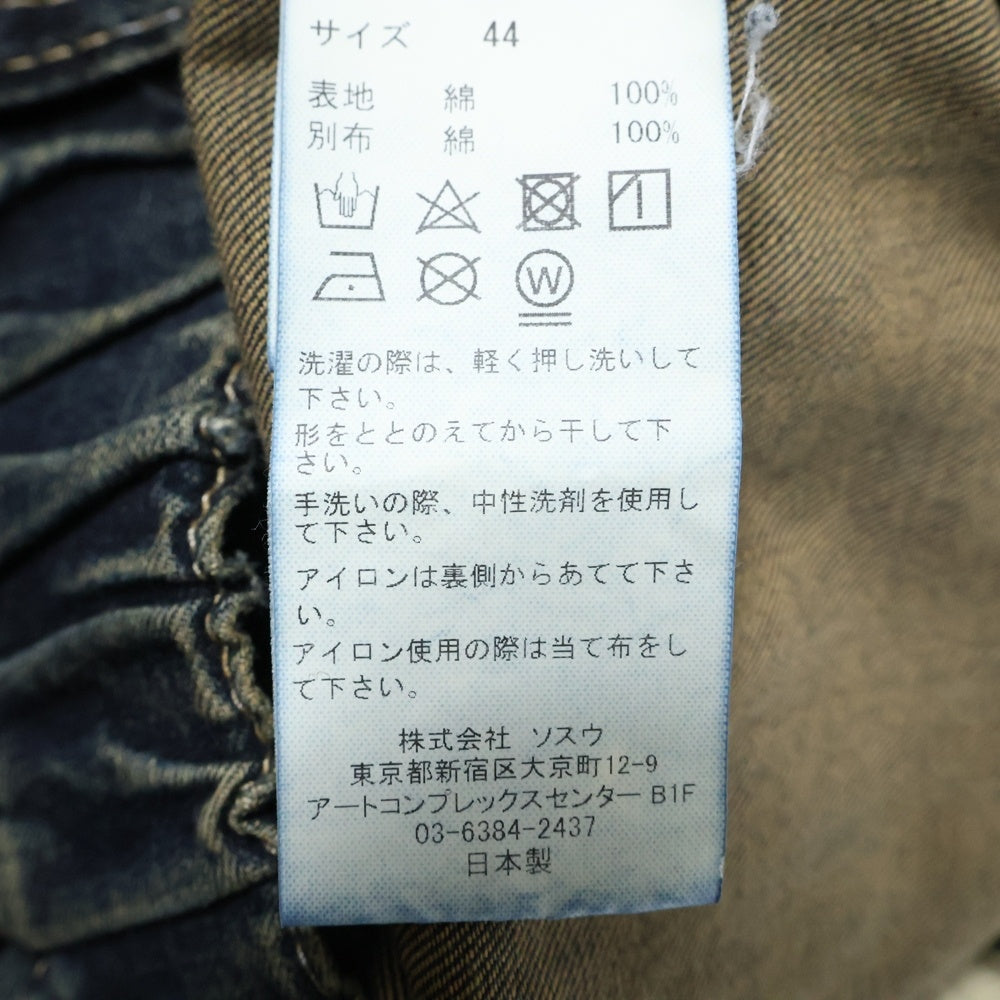 サイズ 44
表地 綿 100%
別布 綿 100%
W
洗濯の際は、軽く押し洗いして
下さい。
形をととのえてから干して下
さい。
手洗いの際、中性洗剤を使用し
て下さい。
アイロンは裏側からあてて下さ
い。
アイロン使用の際は当て布をし
て下さい。
株式会社 ソスウ
東京都新宿区大京町12-9
アートコンプレックスセンター B1F
03-6384-2437
日本製